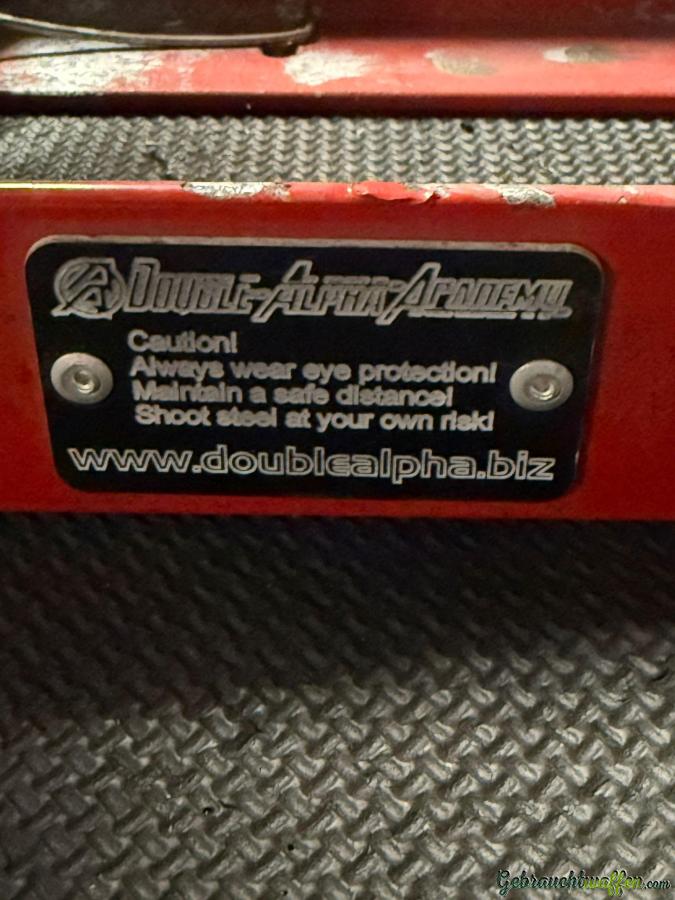 DOUBLE-ALPHA-ACADEMY
Caution!
Always wear eye protection!
Maintain a safe distance!
Shoot steel at your own risk!
www.doublealpha.biz
Gebrauchtwaffen.com